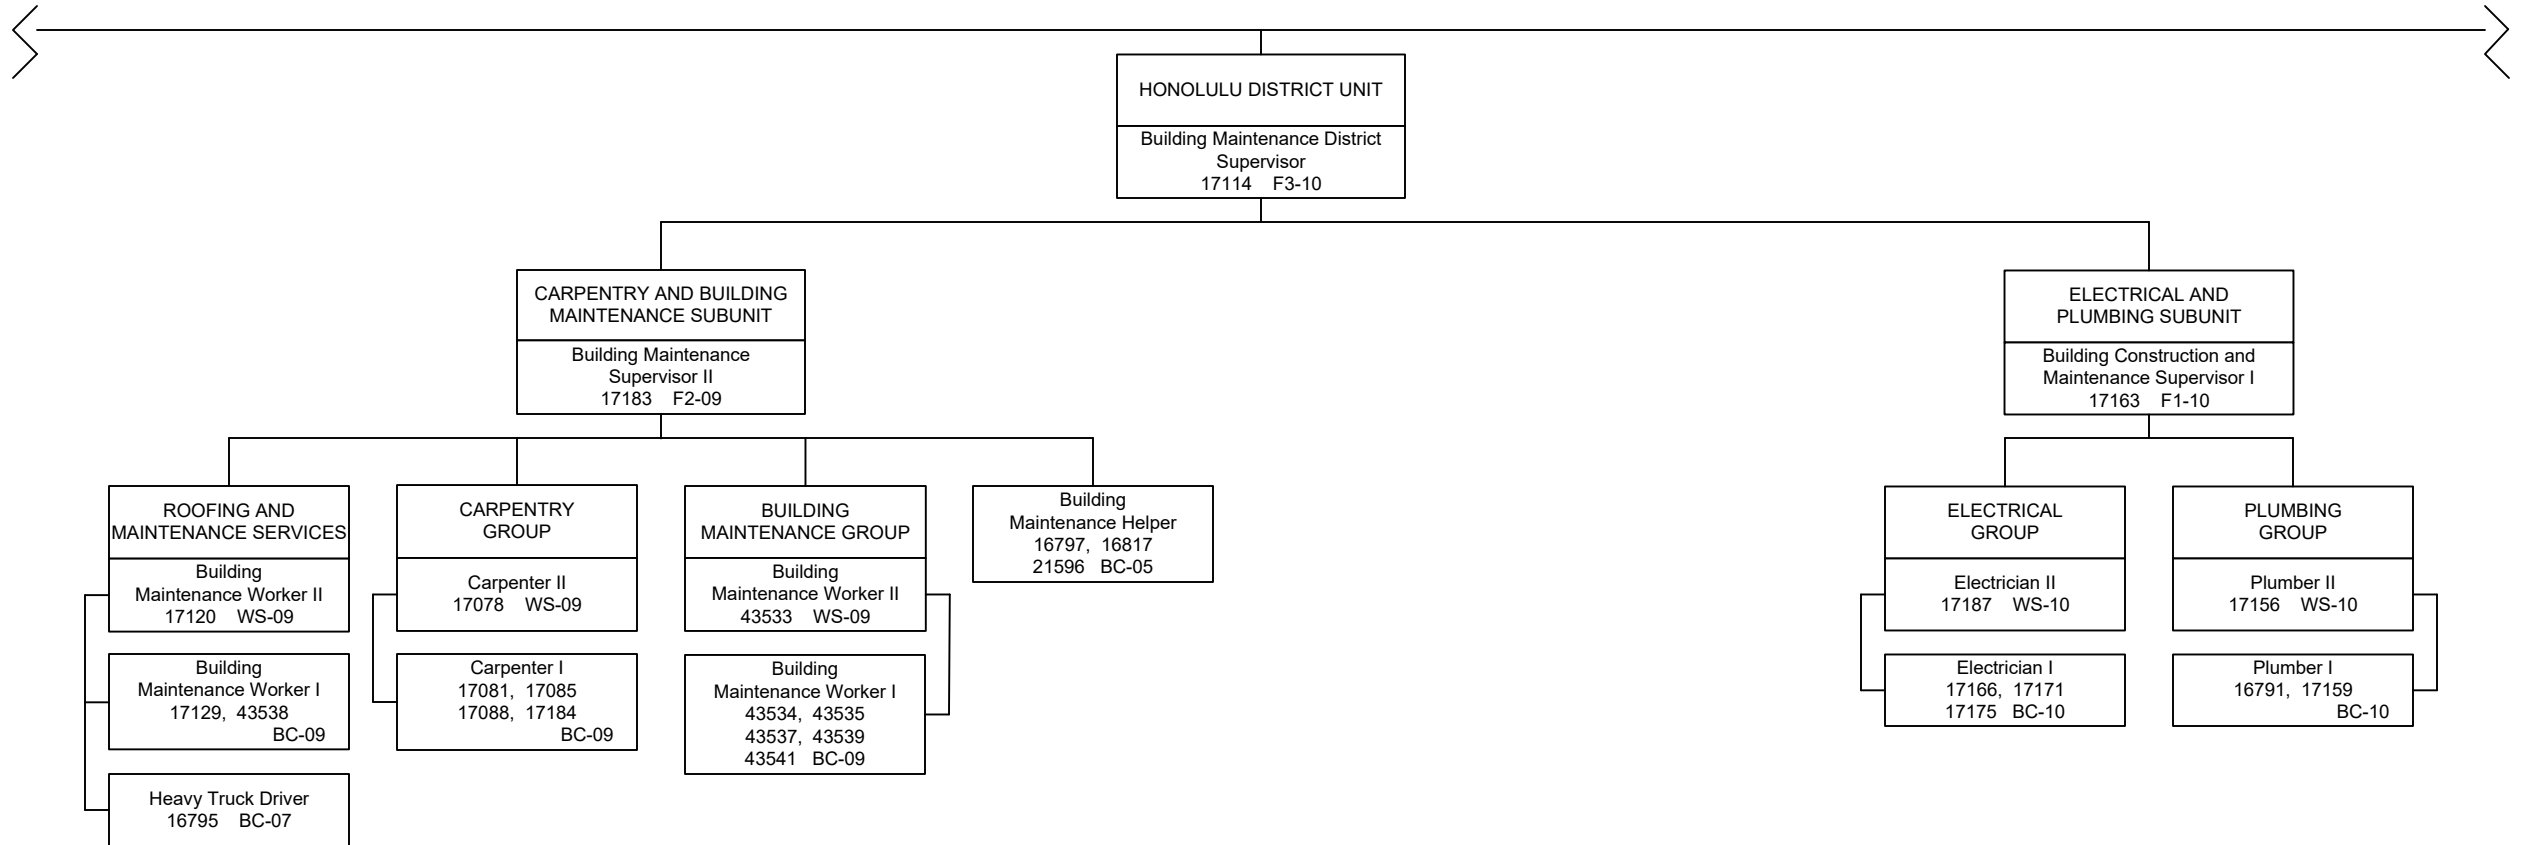 HONOLULU DISTRICT UNIT
Building Maintenance District
Supervisor
17114 F3-10
CARPENTRY AND BUILDING
MAINTENANCE SUBUNIT
Building Maintenance
Supervisor II
17183 F2-09
ELECTRICAL AND
PLUMBING SUBUNIT
Building Construction and
Maintenance Supervisor I
17163 F1-10
ROOFING AND
MAINTENANCE SERVICES
Building
Maintenance Worker II
17120 WS-09
Building
Maintenance Worker I
17129, 43538
BC-09
Heavy Truck Driver
16795 BC-07
CARPENTRY
GROUP
Carpenter II
17078 WS-09
Carpenter I
17081, 17085
17088, 17184
BC-09
BUILDING
MAINTENANCE GROUP
Building
Maintenance Worker II
43533 WS-09
Building
Maintenance Worker I
43534, 43535
43537, 43539
43541 BC-09
Building
Maintenance Helper
16797, 16817
21596 BC-05
ELECTRICAL
GROUP
Electrician II
17187 WS-10
Electrician I
17166, 17171
17175 BC-10
PLUMBING
GROUP
Plumber II
17156 WS-10
Plumber I
16791, 17159
BC-10